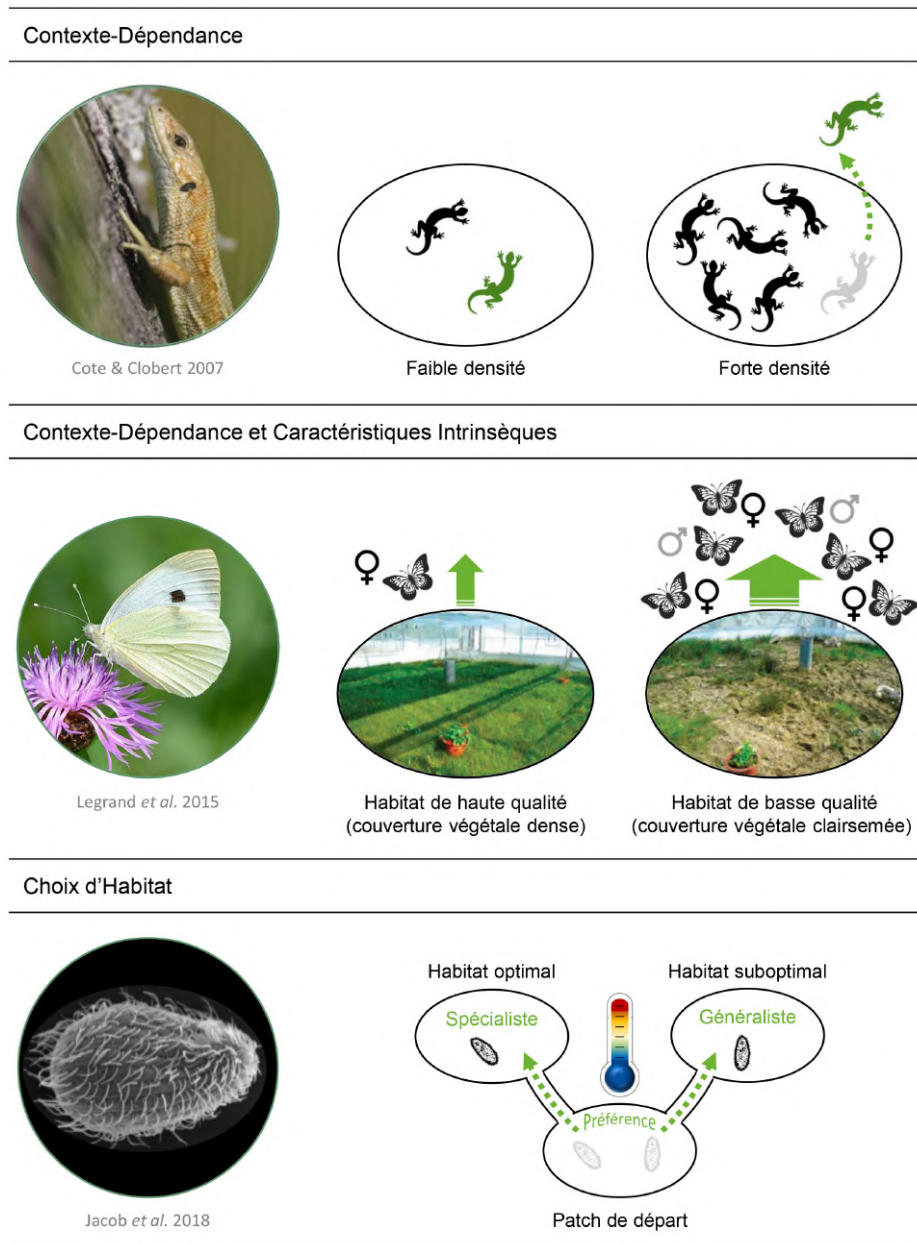 Contexte-Dépendance
Cote & Clobert 2007
Faible densité
Forte densité
Contexte-Dépendance et Caractéristiques Intrinsèques
Legrand et al. 2015
Habitat de haute qualité
(couverture végétale dense)
Habitat de basse qualité
(couverture végétale clairsemée)
Choix d'Habitat
Habitat optimal
Habitat suboptimal
Spécialiste
Généraliste
Préférence
Jacob et al. 2018
Patch de départ